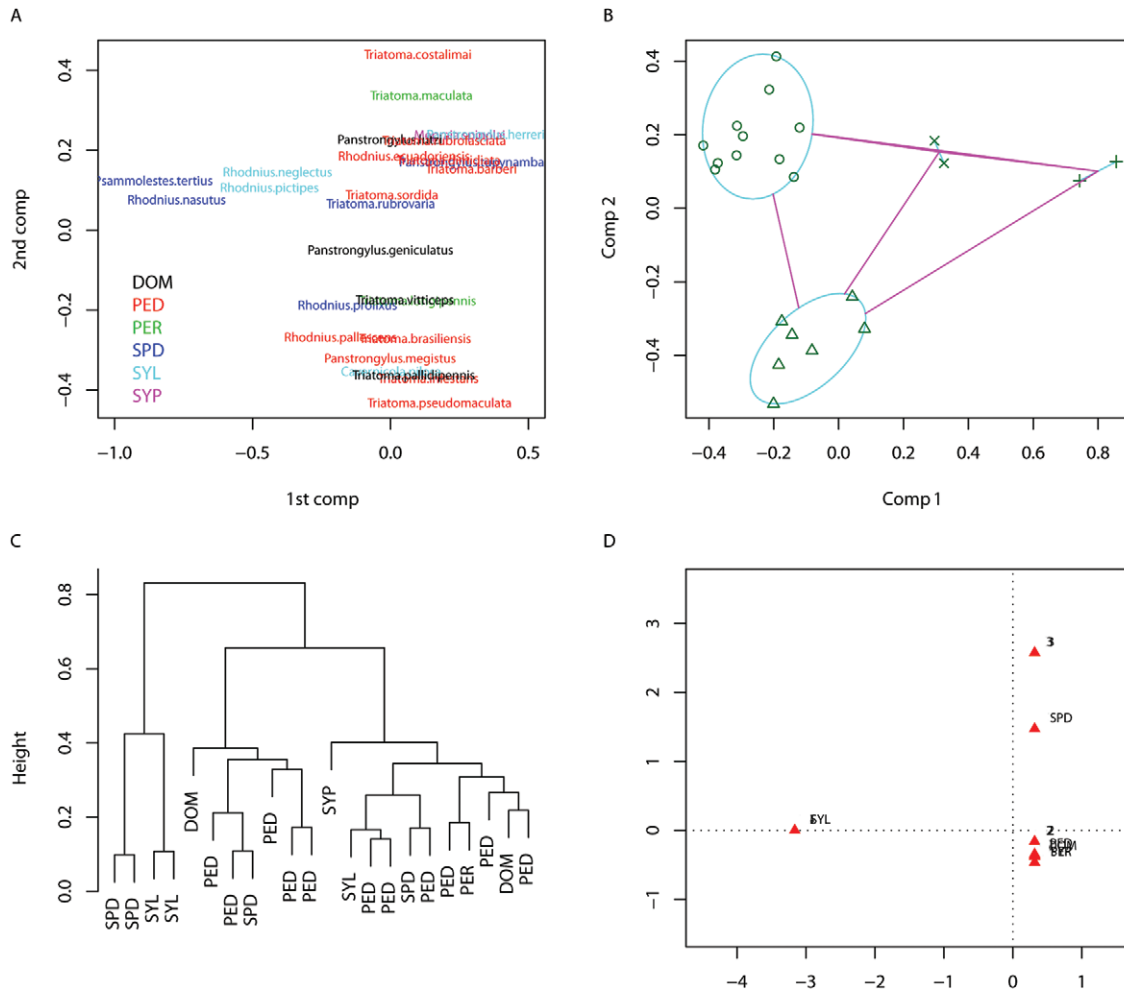 A
2nd comp
0.4
0.2
0.0
−0.2
−0.4
Triatoma.costalimai
Triatoma.maculata
Panstrongylus.lutzi
Rhodnius.ecuadoriensis
Triatoma.barberi
Rhodnius.neglectus
Psammolestes.tertius
Rhodnius.pictipes
Rhodnius.nasutus
Triatoma.sordida
Triatoma.rubrovaria
Panstrongylus.geniculatus
DOM
PED
PER
SPD
SYL
SYP
Triatoma.vitticeps
Rhodnius.prolixus
Rhodnius.pallescens
Triatoma.brasiliensis
Panstrongylus.megistus
Triatoma.pallidipennis
Triatoma.pseudomaculata
−1.0 −0.5 0.0 0.5
1st comp
B
Comp 2
0.4
0.2
0.0
−0.2
−0.4
−0.4 −0.2 0.0 0.2 0.4 0.6 0.8
Comp 1
C
Height
0.8
0.6
0.4
0.2
0.0
SPD SPD SYL SYL DOM PED PED SPD PED PED PED SYP SYL PED PED SPD PED PED PER PED DOM PED
D
3
2
1
0
−1
3
SPD
SYL
2
−4 −3 −2 −1 0 1